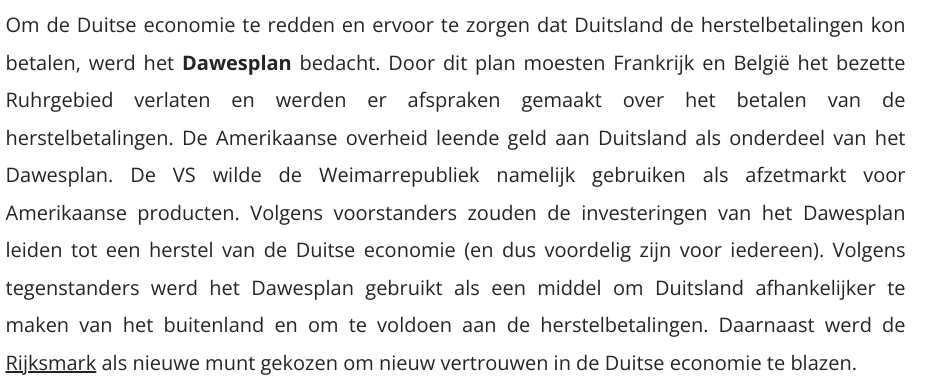 Om de Duitse economie te redden en ervoor te zorgen dat Duitsland de herstelbetalingen kon
betalen, werd het Dawesplan bedacht. Door dit plan moesten Frankrijk en België het bezette
Ruhrgebied verlaten en werden er afspraken gemaakt over het betalen van de
herstelbetalingen. De Amerikaanse overheid leende geld aan Duitsland als onderdeel van het
Dawesplan. De VS wilde de Weimarrepubliek namelijk gebruiken als afzetmarkt voor
Amerikaanse producten. Volgens voorstanders zouden de investeringen van het Dawesplan
leiden tot een herstel van de Duitse economie (en dus voordelig zijn voor iedereen). Volgens
tegenstanders werd het Dawesplan gebruikt als een middel om Duitsland afhankelijker te
maken van het buitenland en om te voldoen aan de herstelbetalingen. Daarnaast werd de
Rijksmark als nieuwe munt gekozen om nieuw vertrouwen in de Duitse economie te blazen.